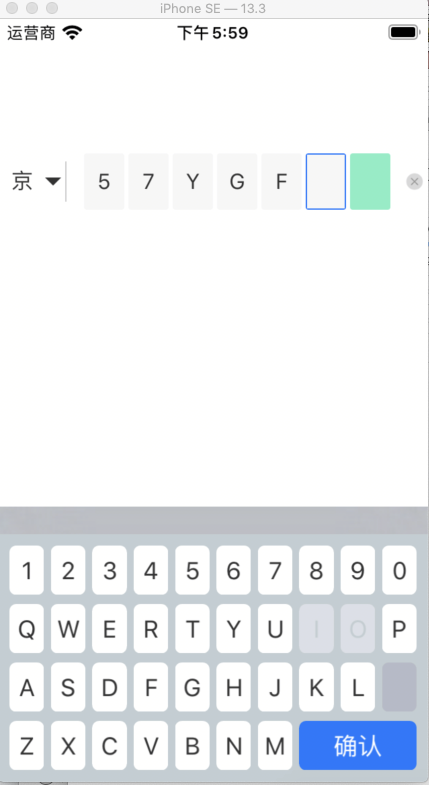 iPhone SE — 13.3
运营商 下午5:59
京 5 7 Y G F
1 2 3 4 5 6 7 8 9 0
Q W E R T Y U I O P
A S D F G H J K L
Z X C V B N M 确认